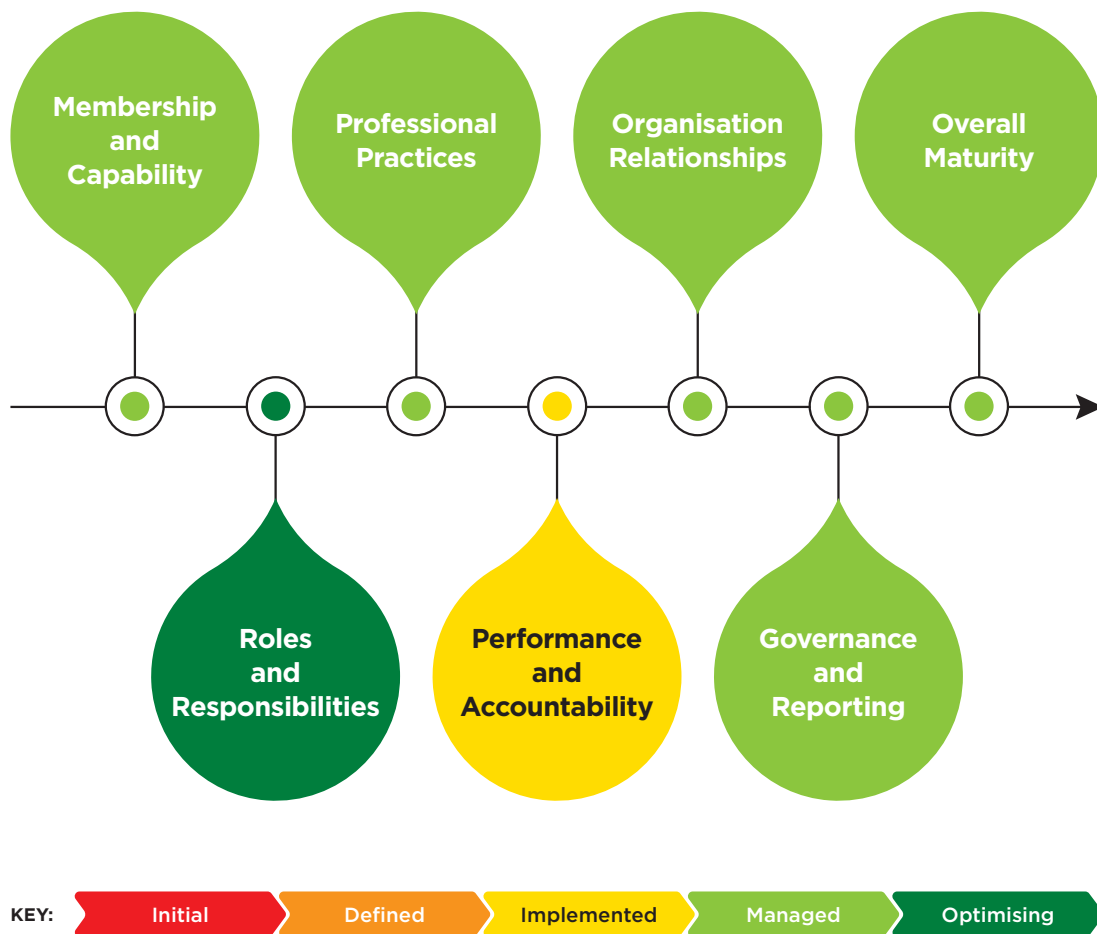 Membership
and
Capability
Professional
Practices
Organisation
Relationships
Overall
Maturity
Roles
and
Responsibilities
Performance
and
Accountability
Governance
and
Reporting
KEY: Initial Defined Implemented Managed Optimising